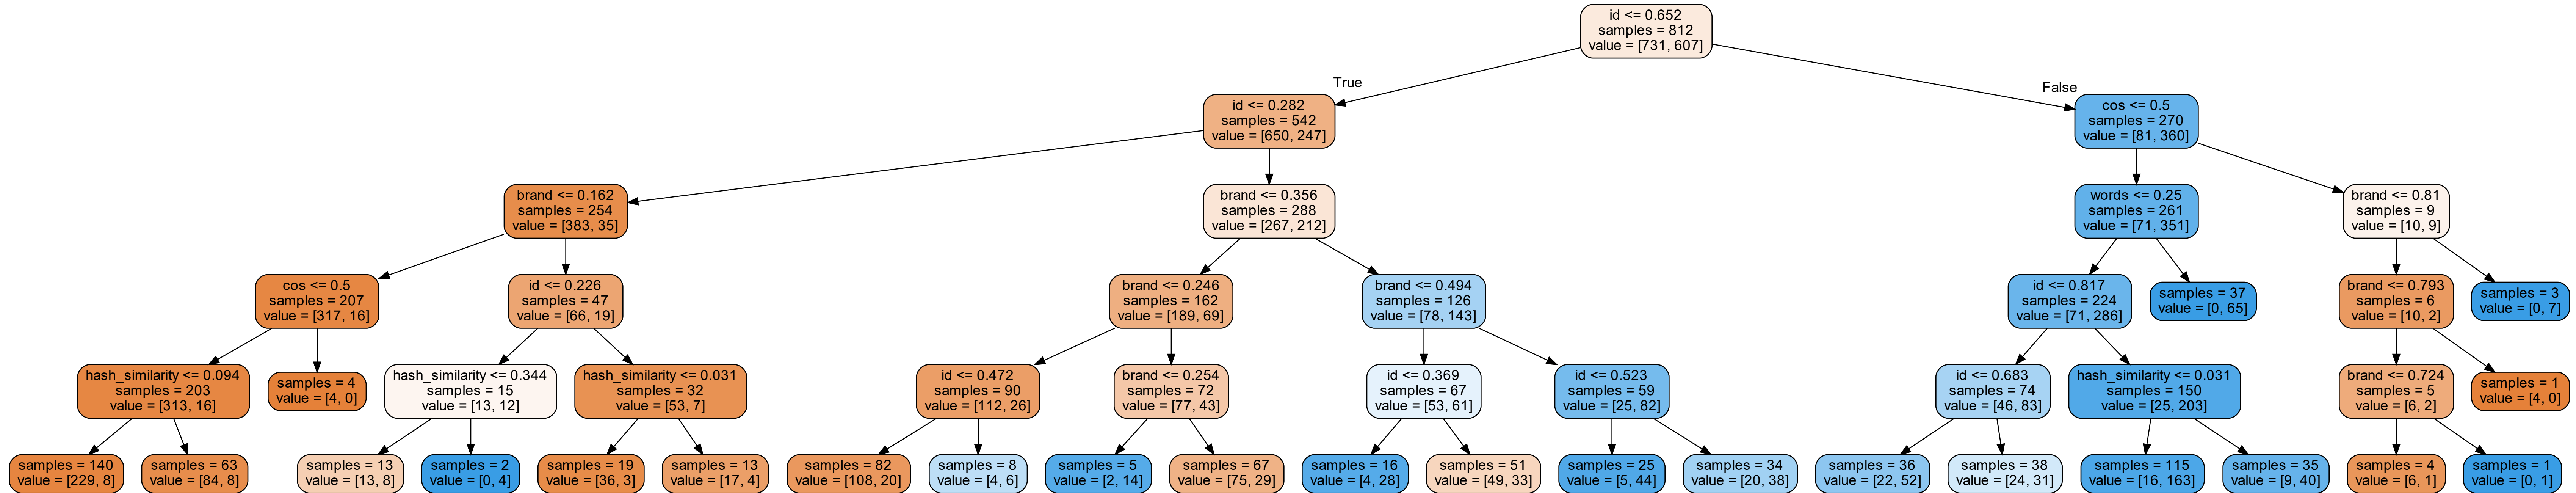 id <= 0.652
samples = 812
value = [731, 607]
True
False
id <= 0.282
samples = 542
value = [650, 247]
cos <= 0.5
samples = 270
value = [81, 360]
brand <= 0.162
samples = 254
value = [383, 35]
brand <= 0.356
samples = 288
value = [267, 212]
words <= 0.25
samples = 261
value = [71, 351]
brand <= 0.81
samples = 9
value = [10, 9]
cos <= 0.5
samples = 207
value = [317, 16]
id <= 0.226
samples = 47
value = [66, 19]
brand <= 0.246
samples = 162
value = [189, 69]
brand <= 0.494
samples = 126
value = [78, 143]
id <= 0.817
samples = 224
value = [71, 286]
samples = 37
value = [0, 65]
brand <= 0.793
samples = 6
value = [10, 2]
samples = 3
value = [0, 7]
hash_similarity <= 0.094
samples = 203
value = [313, 16]
samples = 4
value = [4, 0]
hash_similarity <= 0.344
samples = 15
value = [13, 12]
hash_similarity <= 0.031
samples = 32
value = [53, 7]
id <= 0.472
samples = 90
value = [112, 26]
brand <= 0.254
samples = 72
value = [77, 43]
id <= 0.369
samples = 67
value = [53, 61]
id <= 0.523
samples = 59
value = [25, 82]
id <= 0.683
samples = 74
value = [46, 83]
hash_similarity <= 0.031
samples = 150
value = [25, 203]
brand <= 0.724
samples = 5
value = [6, 2]
samples = 1
value = [4, 0]
samples = 140
value = [229, 8]
samples = 63
value = [84, 8]
samples = 13
value = [13, 8]
samples = 2
value = [0, 4]
samples = 19
value = [36, 3]
samples = 13
value = [17, 4]
samples = 82
value = [108, 20]
samples = 8
value = [4, 6]
samples = 5
value = [2, 14]
samples = 67
value = [75, 29]
samples = 16
value = [4, 28]
samples = 51
value = [49, 33]
samples = 25
value = [5, 44]
samples = 34
value = [20, 38]
samples = 36
value = [22, 52]
samples = 38
value = [24, 31]
samples = 115
value = [16, 163]
samples = 35
value = [9, 40]
samples = 4
value = [6, 1]
samples = 1
value = [0, 1]